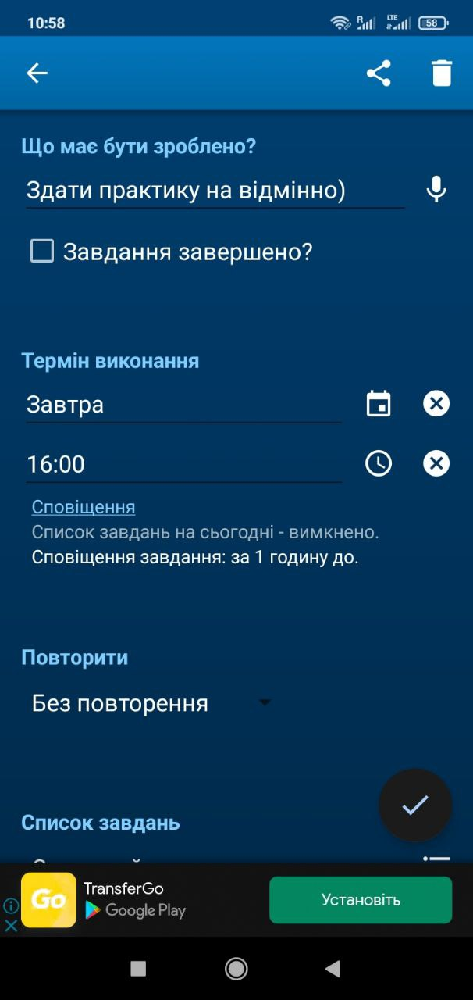 10:58
R
LTE
58
Що має бути зроблено?
Здати практику на відмінно)
Завдання завершено?
Термін виконання
Завтра
16:00
Сповіщення
Список завдань на сьогодні - вимкнено.
Сповіщення завдання: за 1 годину до.
Повторити
Без повторення
Список завдань
Go
TransferGo
Google Play
Установіть